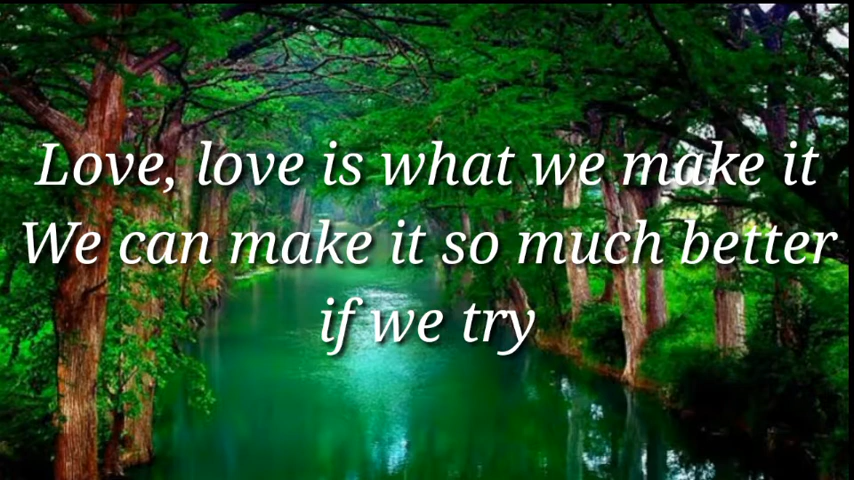 Love, love is what we make it
We can make it so much better
if we try